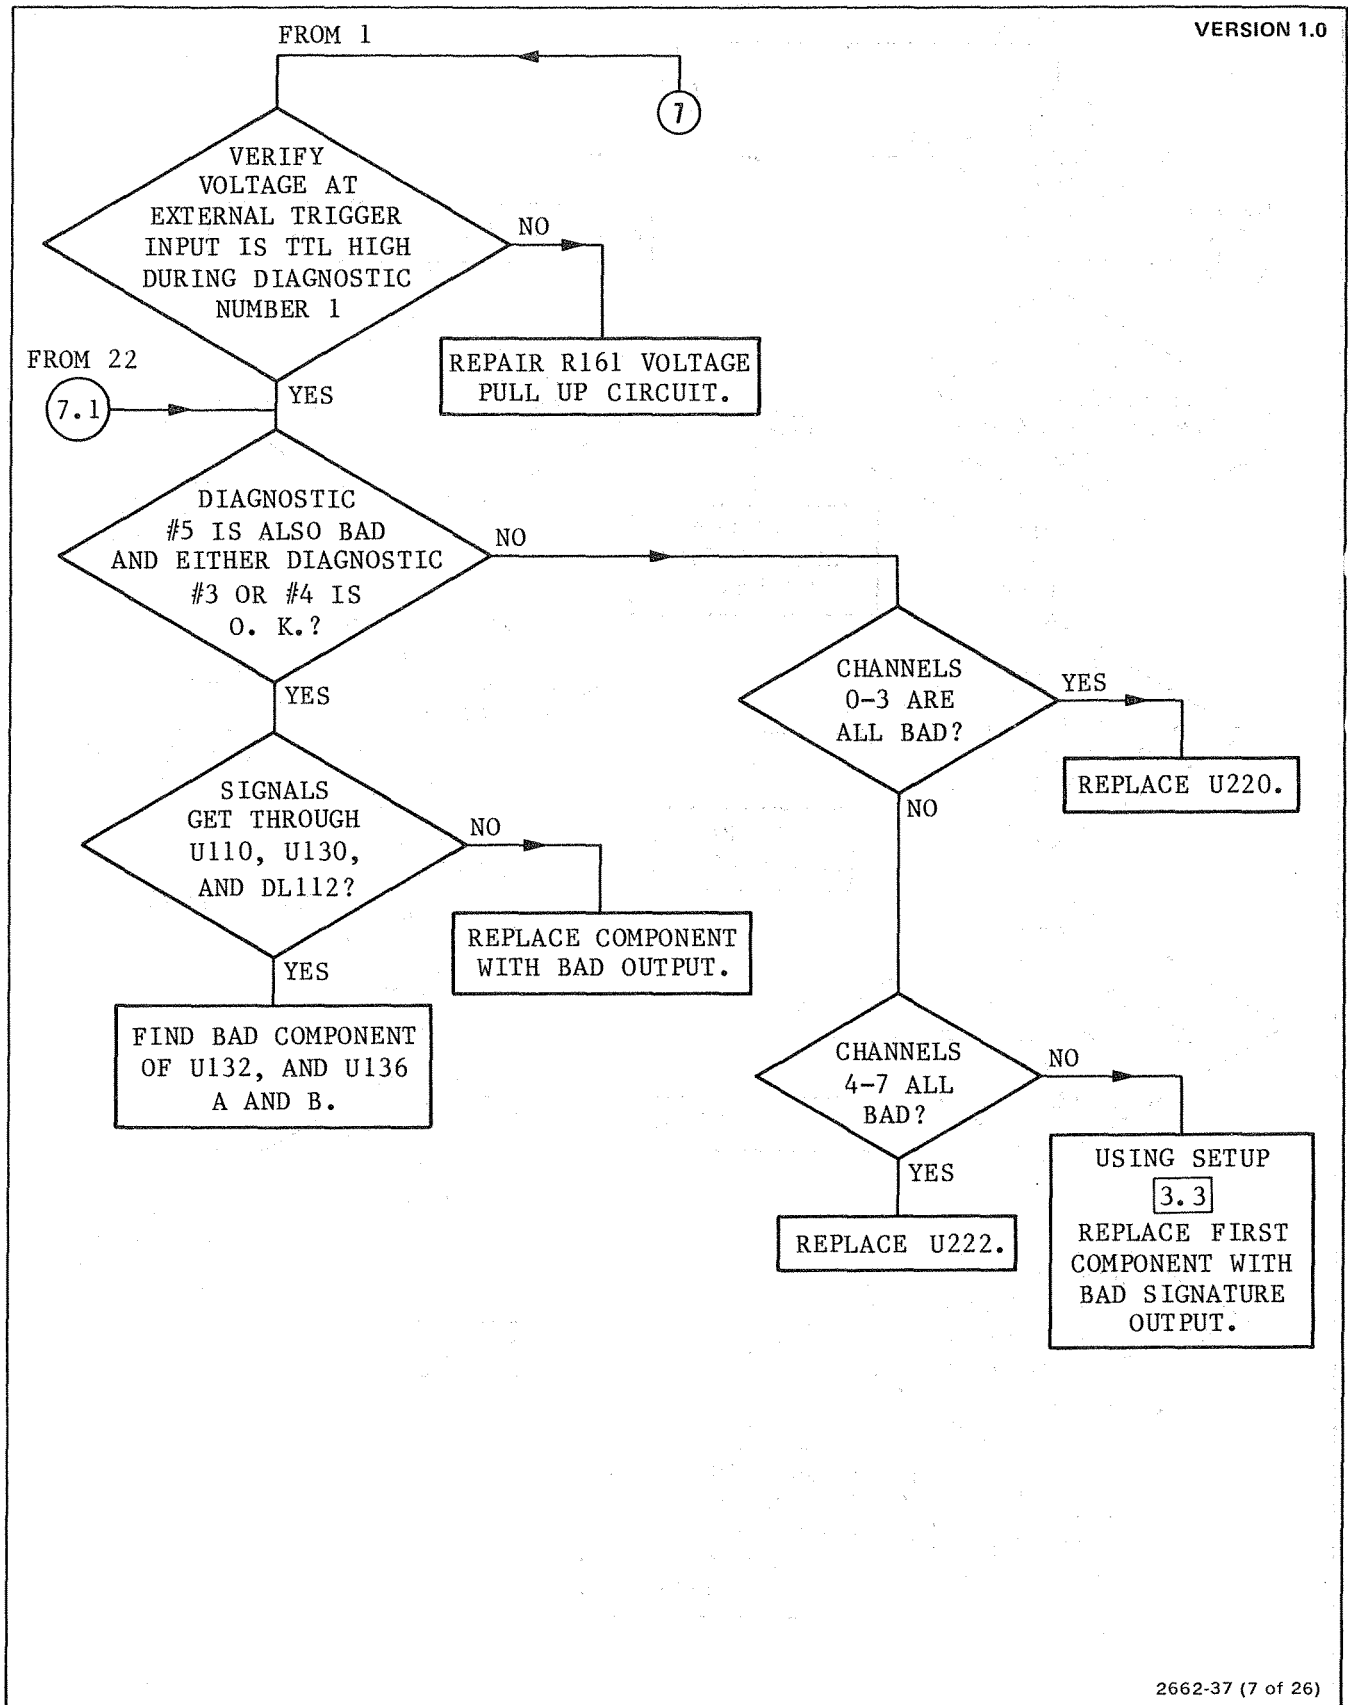 FROM 1
VERSION 1.0
7
VERIFY
VOLTAGE AT
EXTERNAL TRIGGER
INPUT IS TTL HIGH
DURING DIAGNOSTIC
NUMBER 1
NO
REPAIR R161 VOLTAGE
PULL UP CIRCUIT.
FROM 22
7.1
YES
DIAGNOSTIC
#5 IS ALSO BAD
AND EITHER DIAGNOSTIC
#3 OR #4 IS
O. K.?
NO
YES
CHANNELS
0-3 ARE
ALL BAD?
YES
REPLACE U220.
NO
SIGNALS
GET THROUGH
U110, U130,
AND DL112?
NO
REPLACE COMPONENT
WITH BAD OUTPUT.
YES
FIND BAD COMPONENT
OF U132, AND U136
A AND B.
CHANNELS
4-7 ALL
BAD?
NO
YES
REPLACE U222.
USING SETUP
3.3
REPLACE FIRST
COMPONENT WITH
BAD SIGNATURE
OUTPUT.
2662-37 (7 of 26)